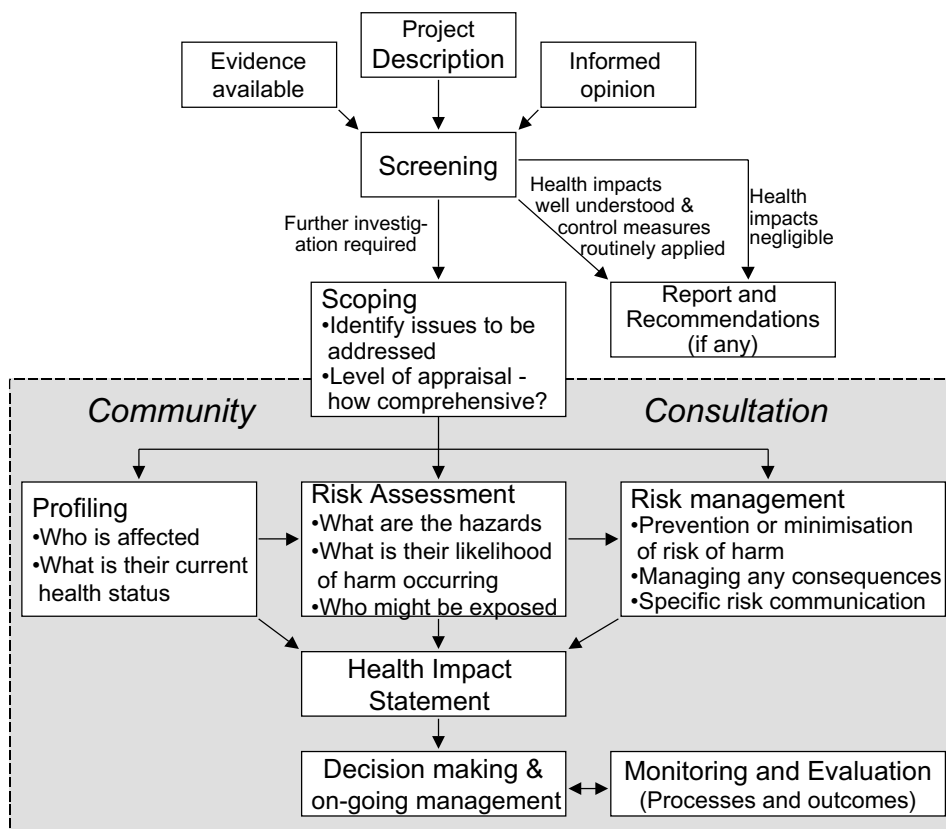 Project
Description
Evidence
available
Informed
opinion
Screening
Further investig-
ation required
Health impacts
well understood &
control measures
routinely applied
Health
impacts
negligible
Scoping
•Identify issues to be
addressed
•Level of appraisal -
how comprehensive?
Report and
Recommendations
(if any)
Community
Consultation
Profiling
•Who is affected
•What is their current
health status
Risk Assessment
•What are the hazards
•What is their likelihood
of harm occurring
•Who might be exposed
Risk management
•Prevention or minimisation
of risk of harm
•Managing any consequences
•Specific risk communication
Health Impact
Statement
Decision making &
on-going management
Monitoring and Evaluation
(Processes and outcomes)